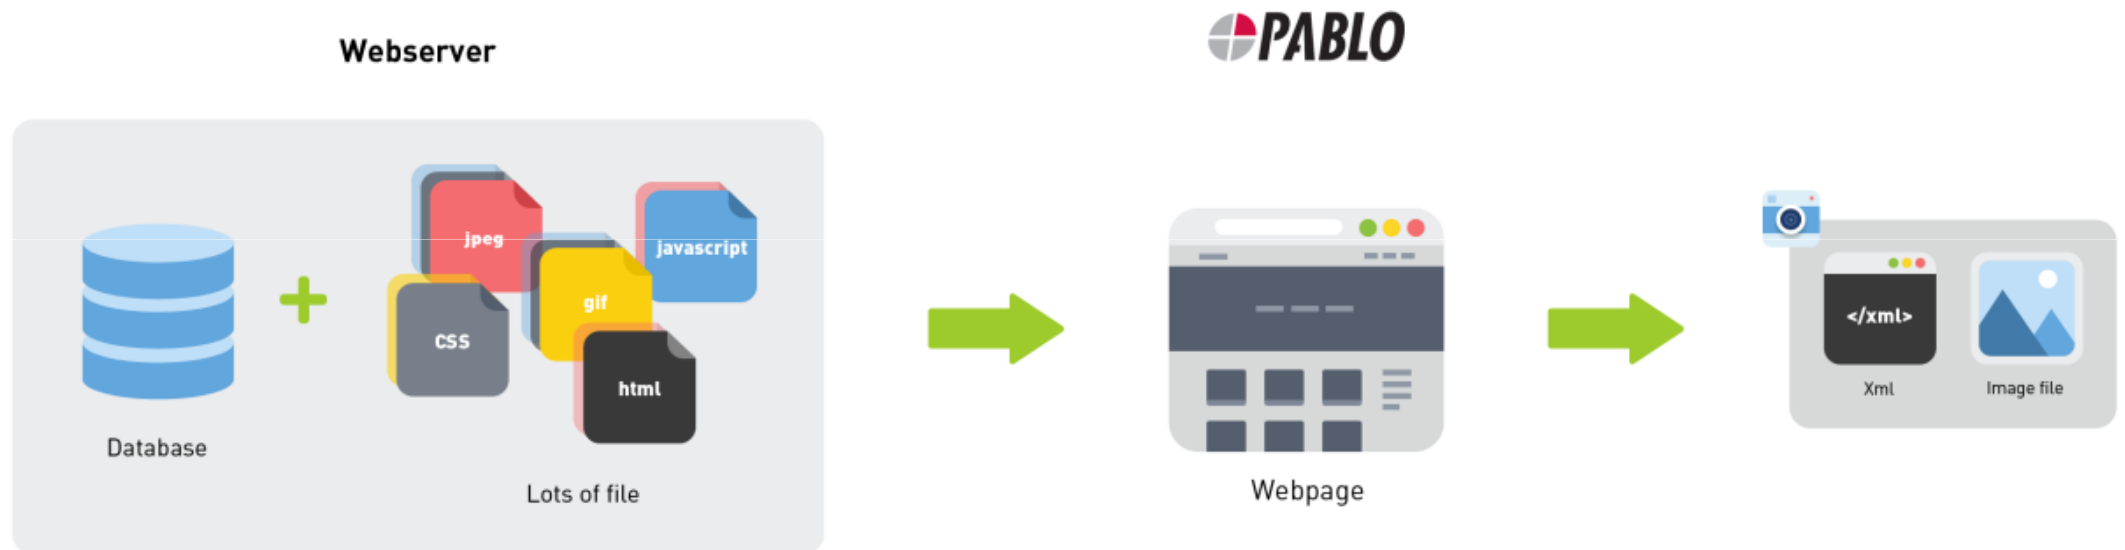 Webserver
PABLO
jpeg
javascript
gif
CSS
html
Database
Lots of file
Webpage
</xml>
Xml
Image file